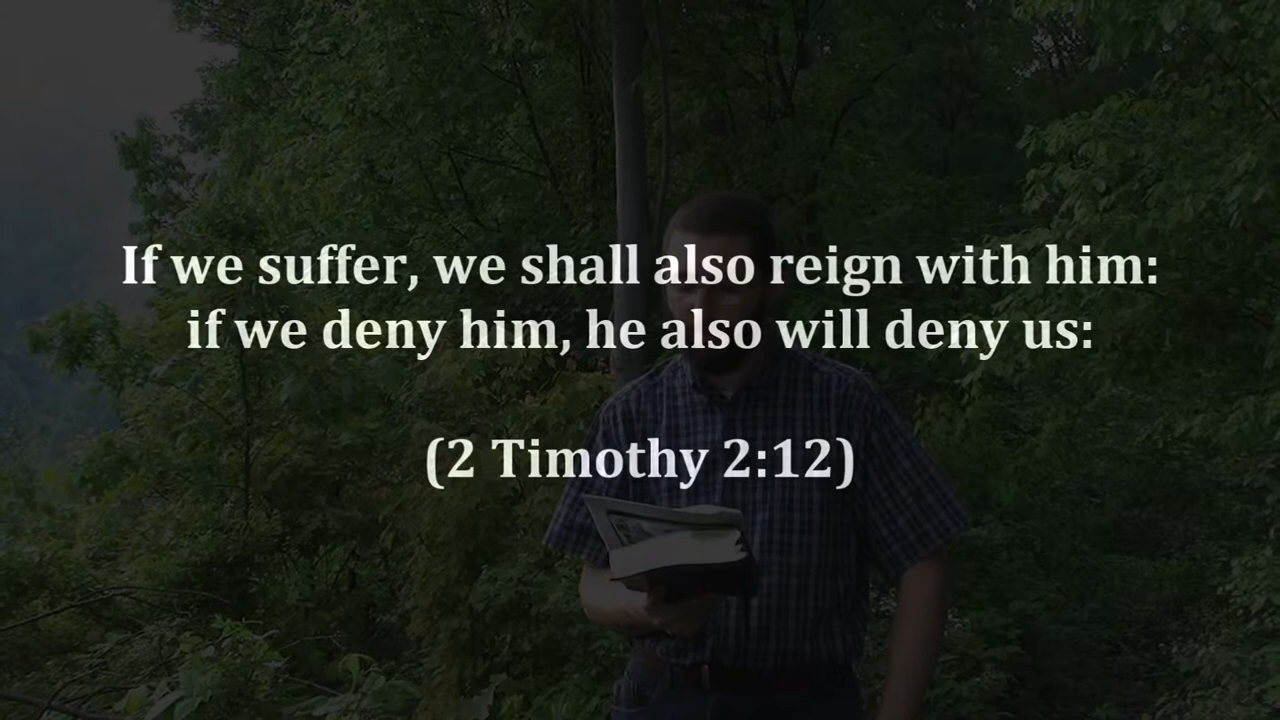 If we suffer, we shall also reign with him:
if we deny him, he also will deny us:
(2 Timothy 2:12)